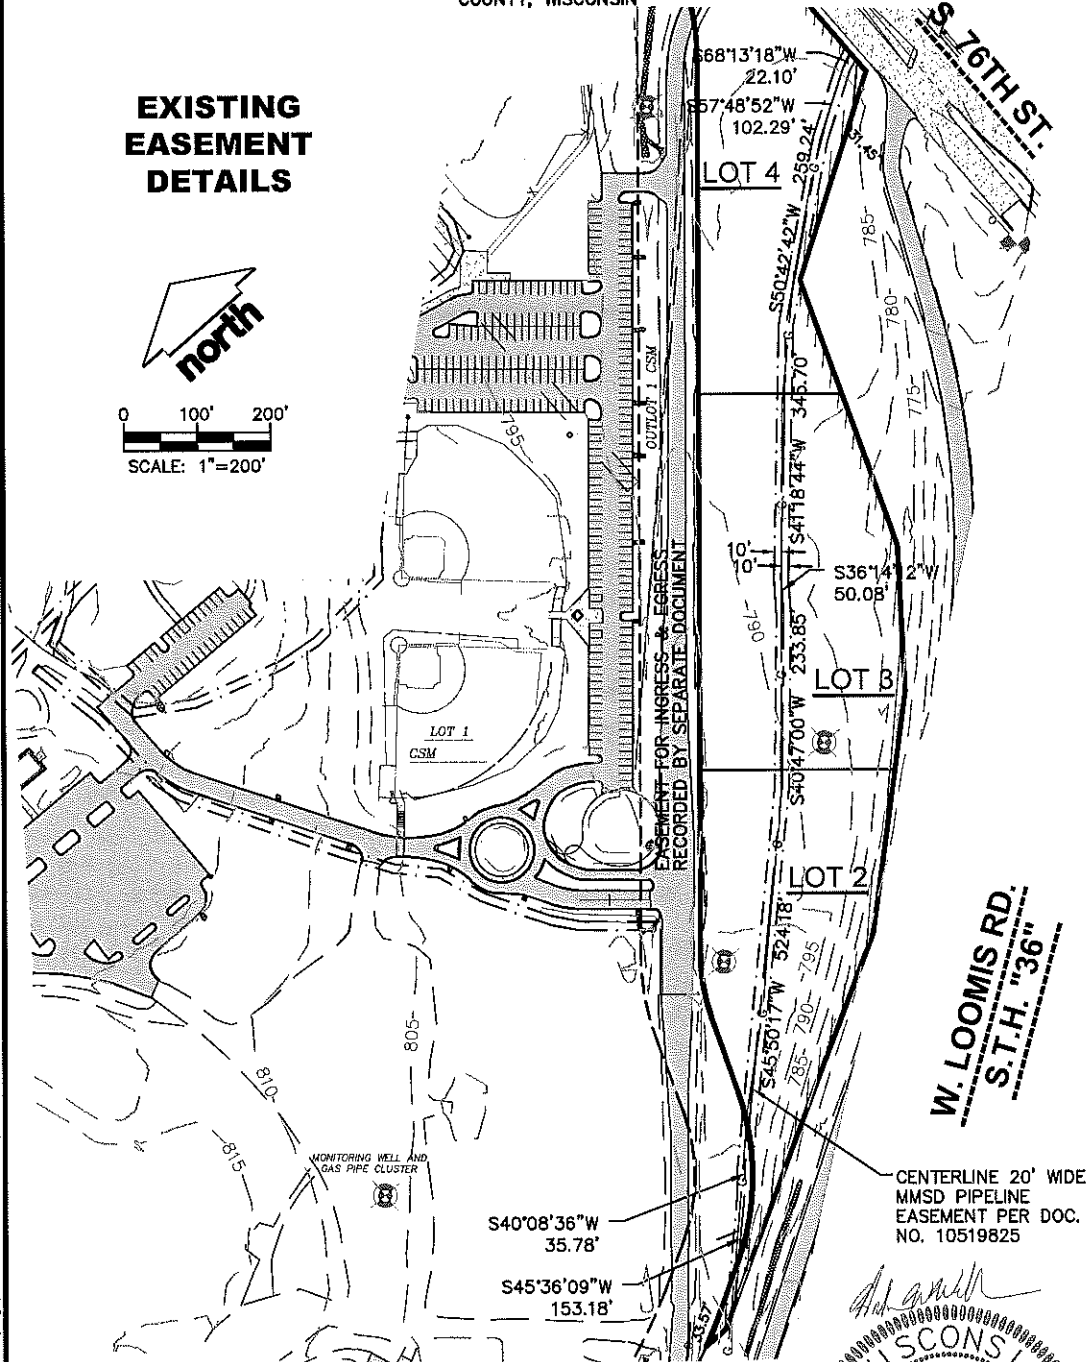 COUNTY, WISCONSIN
S. 76TH ST.
S68°13'18"W
22.10'
S57°48'52"W
102.29'
EXISTING
EASEMENT
DETAILS
31.45'
LOT 4
259.24'
S50°42'42"W
785-
780-
775-
north
0 100' 200'
SCALE: 1"=200'
-795-
OUTLOT 1 CSM
345.70'
S41°18'44"W
10'
10'
S36°14'12"W
50.08'
790
EASEMENT FOR INGRESS & EGRESS
RECORDED BY SEPARATE DOCUMENT
233.85'
S40°47'00"W
LOT 3
LOT 1
CSM
LOT 2
524.18'
S45°50'17"W
785- 790- -795
W. LOOMIS RD.
S.T.H. "36"
805-
810-
-815-
MONITORING WELL AND
GAS PIPE CLUSTER
CENTERLINE 20' WIDE
MMSD PIPELINE
EASEMENT PER DOC.
NO. 10519825
S40°08'36"W
35.78'
S45°36'09"W
153.18'
33.57'
SCONS